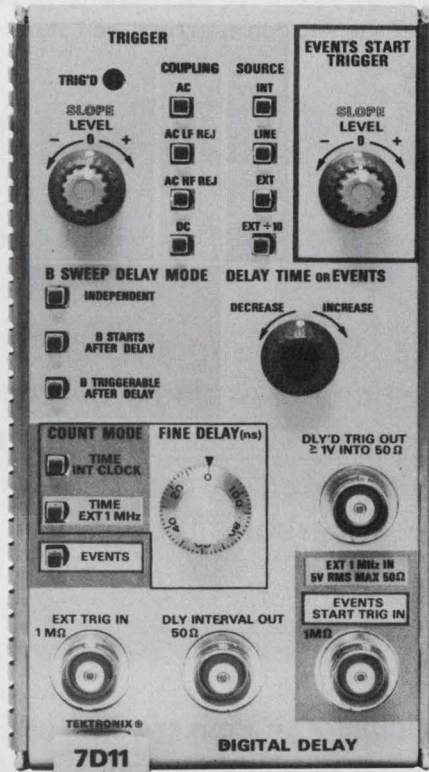 TRIGGER
TRIG'D
COUPLING
SOURCE
AC
INT
SLOPE
LEVEL
- 0 +
AC LF REJ
LINE
AC HF REJ
EXT
DC
EXT ÷ 10
EVENTS START
TRIGGER
SLOPE
LEVEL
- 0 +
B SWEEP DELAY MODE
INDEPENDENT
B STARTS
AFTER DELAY
B TRIGGERABLE
AFTER DELAY
DELAY TIME OR EVENTS
DECREASE
INCREASE
COUNT MODE
TIME
INT CLOCK
TIME
EXT 1 MHz
EVENTS
FINE DELAY(ns)
0
20
40
80
100
DLY'D TRIG OUT
≥ 1V INTO 50 Ω
EXT 1 MHz IN
5V RMS MAX 50Ω
EVENTS
START TRIG IN
1MΩ
EXT TRIG IN
1 MΩ
DLY INTERVAL OUT
50Ω
TEKTRONIX ®
7D11
DIGITAL DELAY